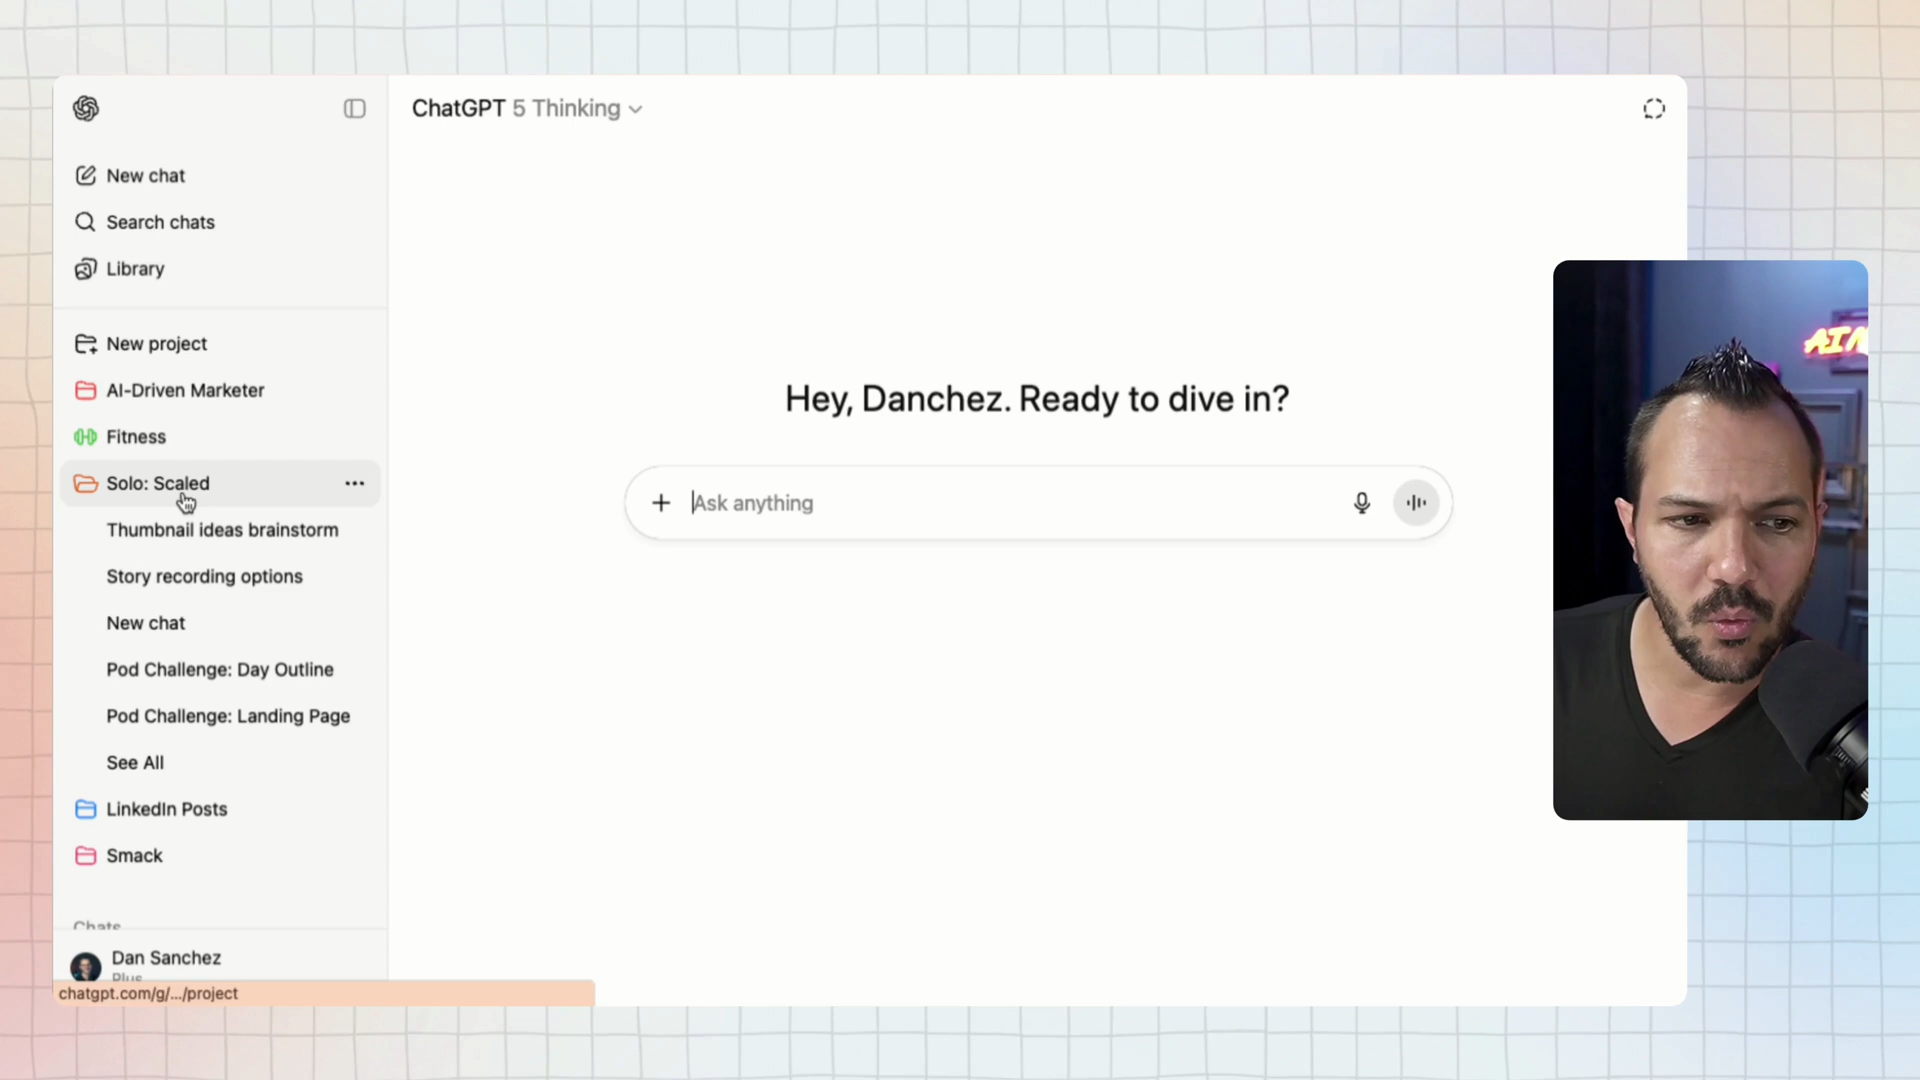 ChatGPT 5 Thinking
New chat
Search chats
Library
New project
AI-Driven Marketer
Fitness
Solo: Scaled
Thumbnail ideas brainstorm
Story recording options
New chat
Pod Challenge: Day Outline
Pod Challenge: Landing Page
See All
LinkedIn Posts
Smack
Chats
Dan Sanchez
Plus
chatgpt.com/g/.../project
Hey, Danchez. Ready to dive in?
Ask anything